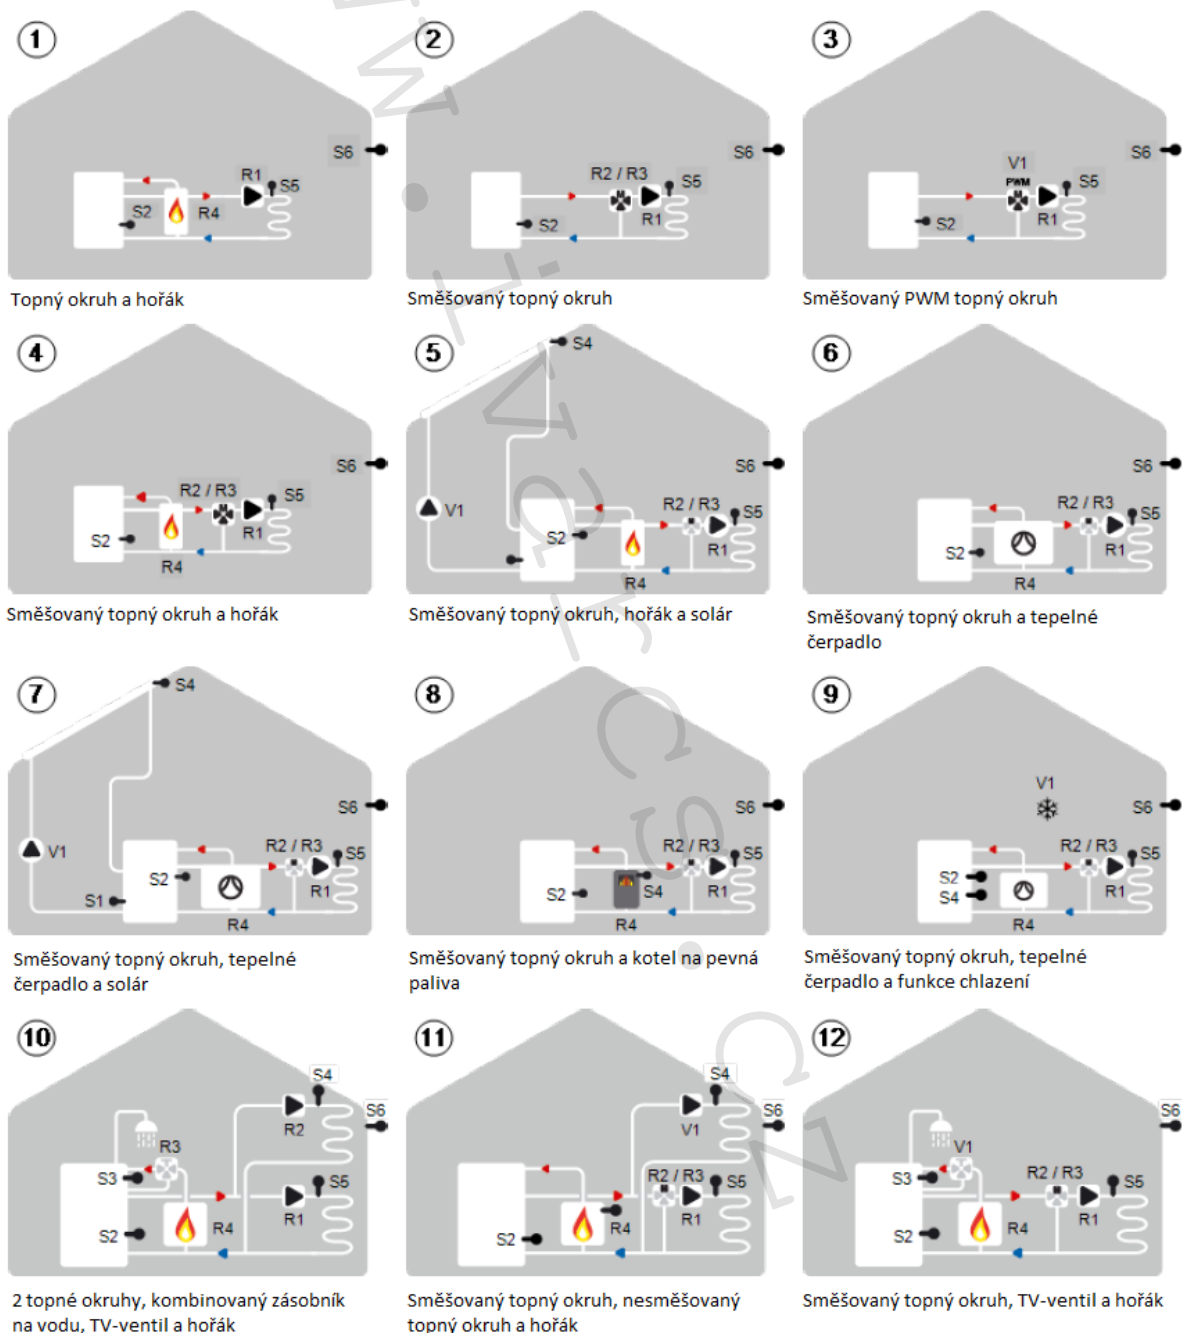 1
S6
R1
S5
S2
R4
Topný okruh a hořák
2
S6
R2 / R3
S5
S2
R1
Směšovaný topný okruh
3
S6
V1
PWM
S5
S2
R1
Směšovaný PWM topný okruh
4
S6
R2 / R3
S5
S2
R1
R4
Směšovaný topný okruh a hořák
5
S4
S6
V1
R2 / R3
S5
S2
R1
R4
Směšovaný topný okruh, hořák a solár
6
S6
R2 / R3
S5
S2
R1
R4
Směšovaný topný okruh a tepelné
čerpadlo
7
S4
S6
V1
R2 / R3
S5
S2
S1
R1
R4
Směšovaný topný okruh, tepelné
čerpadlo a solár
8
S6
R2 / R3
S5
S2
S4
R1
R4
Směšovaný topný okruh a kotel na pevná
paliva
9
V1
S6
R2 / R3
S5
S2
S4
R1
R4
Směšovaný topný okruh, tepelné
čerpadlo a funkce chlazení
10
S4
S6
R2
R3
S3
S5
R1
R4
S2
2 topné okruhy, kombinovaný zásobník
na vodu, TV-ventil a hořák
11
S4
S6
V1
R2 / R3
S5
R4
R1
S2
Směšovaný topný okruh, nesměšovaný
topný okruh a hořák
12
S6
V1
S3
R2 / R3
S5
R4
R1
S2
Směšovaný topný okruh, TV-ventil a hořák
www.ivarcs.cz